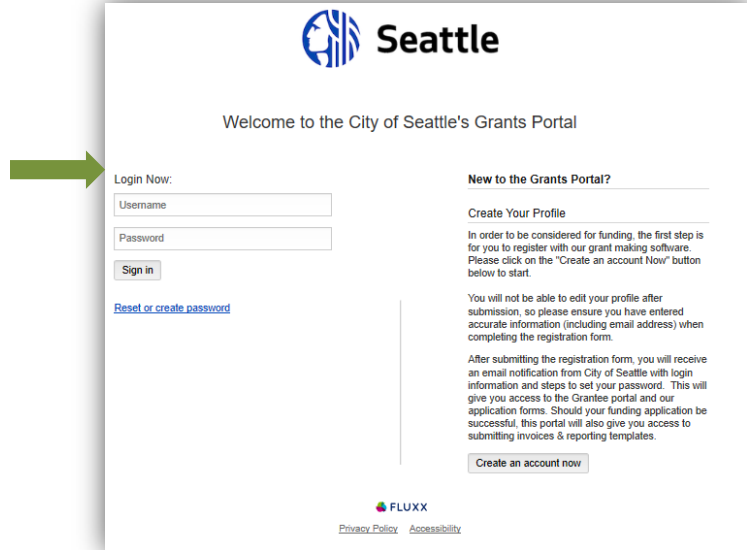 Seattle
Welcome to the City of Seattle's Grants Portal
Login Now:
Username
Password
Sign in
Reset or create password
New to the Grants Portal?
Create Your Profile
In order to be considered for funding, the first step is
for you to register with our grant making software.
Please click on the "Create an account Now" button
below to start.
You will not be able to edit your profile after
submission, so please ensure you have entered
accurate information (including email address) when
completing the registration form.
After submitting the registration form, you will receive
an email notification from City of Seattle with login
information and steps to set your password.  This will
give you access to the Grantee portal and our
application forms. Should your funding application be
successful, this portal will also give you access to
submitting invoices & reporting templates.
Create an account now
FLUXX
Privacy Policy Accessibility